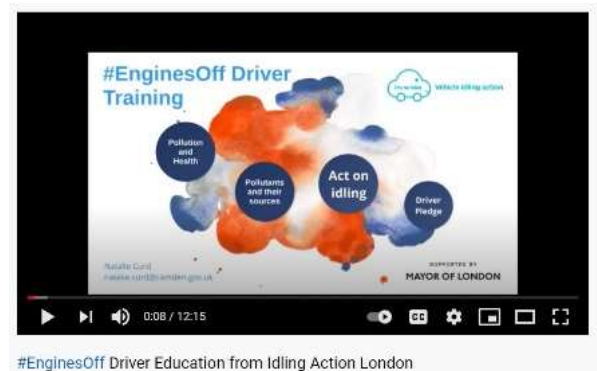 #EnginesOff Driver
Training
Vehicle idling action
Pollution
and
Health
Pollutants
and their
sources
Act on
idling
Driver
Pledge
Natalie Curd
natalie.curd@camden.gov.uk
SUPPORTED BY
MAYOR OF LONDON
0:08 / 12:15
CC
#EnginesOff Driver Education from Idling Action London